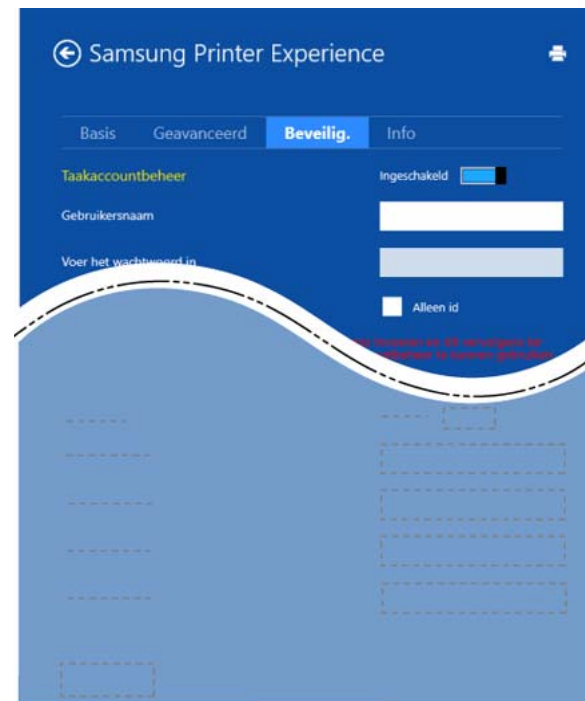 Samsung Printer Experience
Basis Geavanceerd Beveilig. Info
Taakaccountbeheer Ingeschakeld
Gebruikersnaam
Voer het wachtwoord in
Alleen id